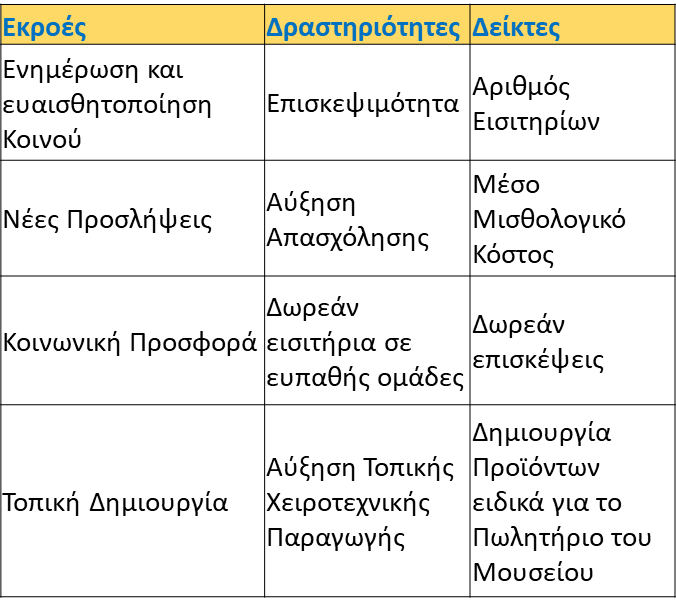 Εκροές
Δραστηριότητες
Δείκτες
Ενημέρωση και
ευαισθητοποίηση
Κοινού
Επισκεψιμότητα
Αριθμός
Εισιτηρίων
Νέες Προσλήψεις
Αύξηση
Απασχόλησης
Μέσο
Μισθολογικό
Κόστος
Κοινωνική Προσφορά
Δωρεάν
εισιτήρια σε
ευπαθής ομάδες
Δωρεάν
επισκέψεις
Τοπική Δημιουργία
Αύξηση Τοπικής
Χειροτεχνικής
Παραγωγής
Δημιουργία
Προϊόντων
ειδικά για το
Πωλητήριο του
Μουσείου